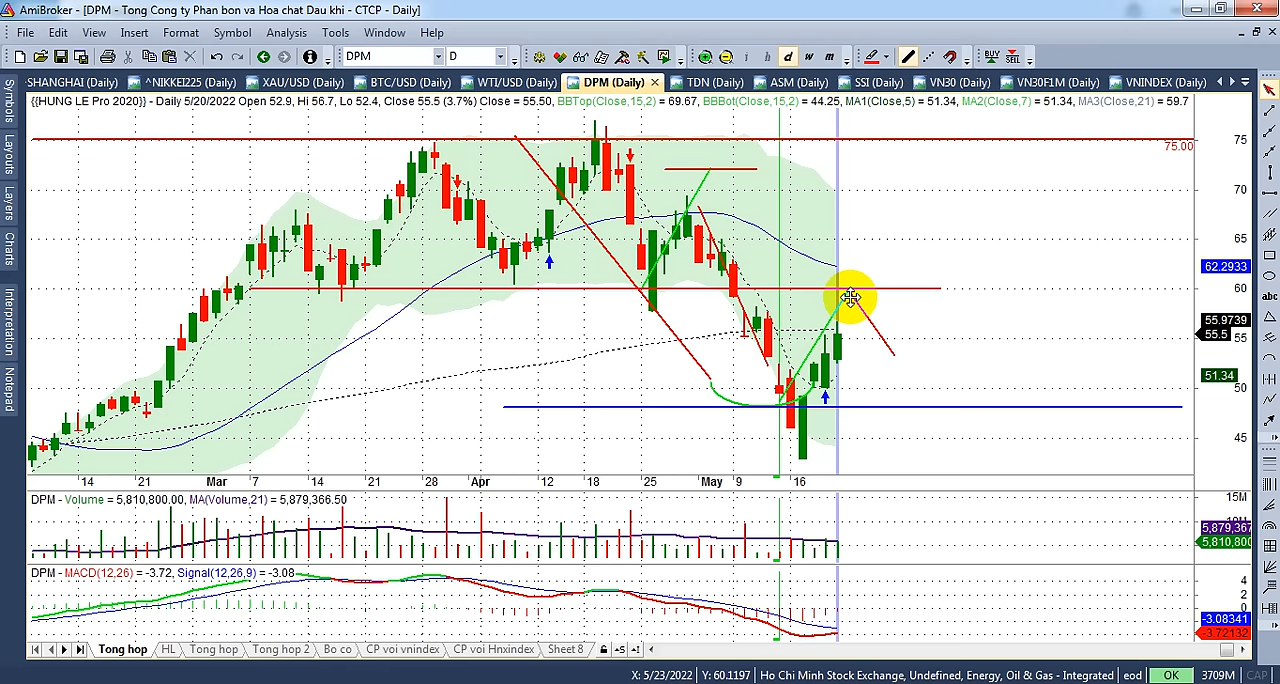 AmiBroker - [DPM - Tong Cong ty Phan bon va Hoa chat Dau khi - CTCP - Daily]
File Edit View Insert Format Symbol Analysis Tools Window Help
DPM D d w m BUY SELL
SHANGHAI (Daily) ^NIKKEI225 (Daily) XAU/USD (Daily) BTC/USD (Daily) WTI/USD (Daily) DPM (Daily) TDN (Daily) ASM (Daily) SSI (Daily) VN30 (Daily) VN30F1M (Daily) VNINDEX (Daily)
{{HUNG LE Pro 2020}} - Daily 5/20/2022 Open 52.9, Hi 56.7, Lo 52.4, Close 55.5 (3.7%) Close = 55.50, BBTop(Close,15,2) = 69.67, BBBot(Close,15,2) = 44.25, MA1(Close,5) = 51.34, MA2(Close,7) = 51.34, MA3(Close,21) = 59.7
Symbols
Layouts
Layers
Charts
Interpretation
Notepad
abc
75
75.00
70
65
62.2933
60
55.9739
55.5
55
51.34
50
45
14 21 Mar 7 14 21 28 Apr 12 18 25 May 9 16
DPM - Volume = 5,810,800.00, MA(Volume,21) = 5,879,366.50
15M
5,879,367
5,810,800
DPM - MACD(12,26) = -3.72, Signal(12,26,9) = -3.08
4
2
0
-3.08341
-3.72132
Tong hop HL Tong hop Tong hop 2 Bo co CP voi vnindex CP voi Hnxindex Sheet 8
X: 5/23/2022 Y: 60.1197 Ho Chi Minh Stock Exchange, Undefined, Energy, Oil & Gas - Integrated eod OK 3709M CAP